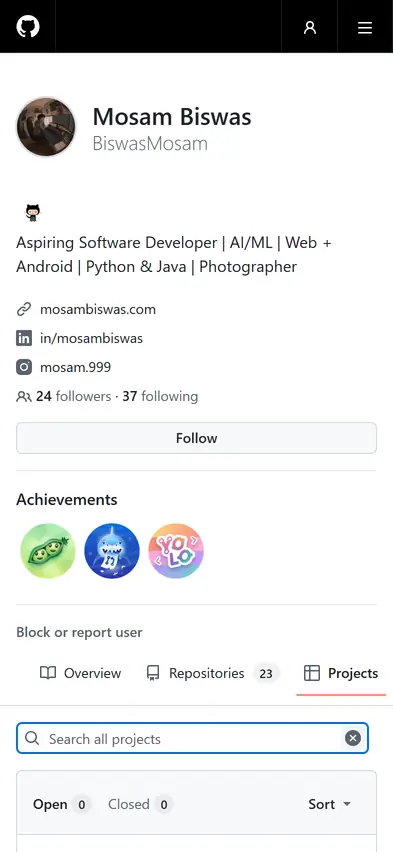 Mosam Biswas
BiswasMosam
Aspiring Software Developer | AI/ML | Web +
Android | Python & Java | Photographer
mosambiswas.com
in/mosambiswas
mosam.999
24 followers · 37 following
Follow
Achievements
YOLO
Block or report user
Overview Repositories 23 Projects
Search all projects
Open 0 Closed 0 Sort